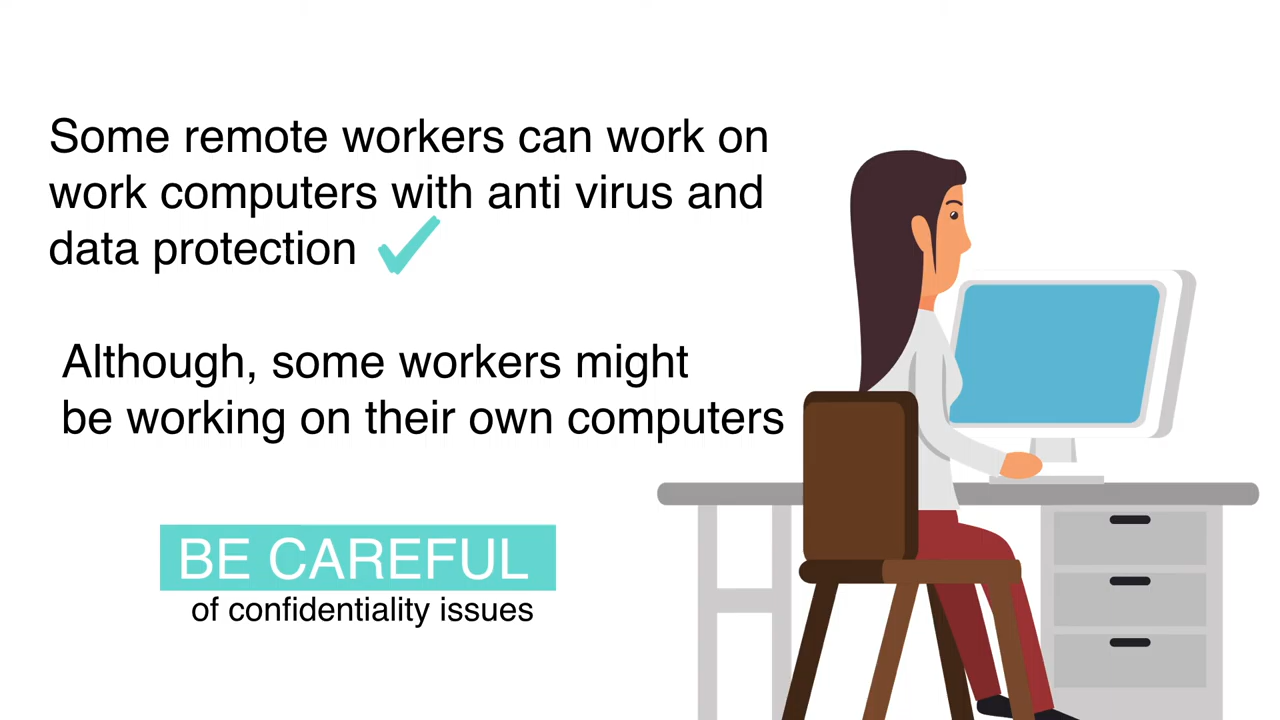 Some remote workers can work on
work computers with anti virus and
data protection
Although, some workers might
be working on their own computers
BE CAREFUL
of confidentiality issues